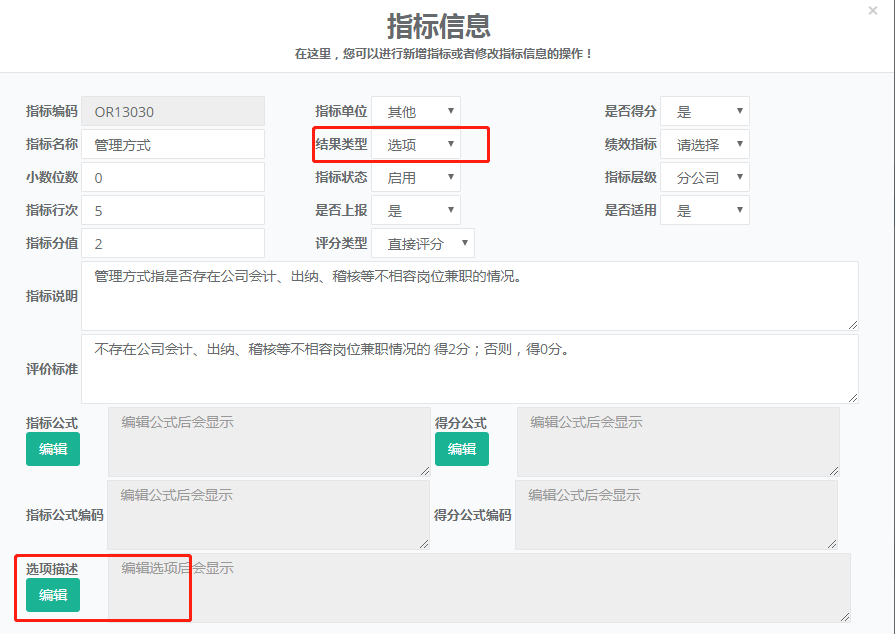 ×
指标信息
在这里，您可以进行新增指标或者修改指标信息的操作！
指标编码 OR13030 指标单位 其他 是否得分 是
指标名称 管理方式 结果类型 选项 绩效指标 请选择
小数位数 0 指标状态 启用 指标层级 分公司
指标行次 5 是否上报 是 是否适用 是
指标分值 2 评分类型 直接评分
指标说明 管理方式指是否存在公司会计、出纳、稽核等不相容岗位兼职的情况。
评价标准 不存在公司会计、出纳、稽核等不相容岗位兼职情况的 得2分；否则，得0分。
指标公式 编辑公式后会显示 得分公式 编辑公式后会显示
编辑 编辑
指标公式编码 编辑公式后会显示 得分公式编码 编辑公式后会显示
选项描述 编辑选项后会显示
编辑